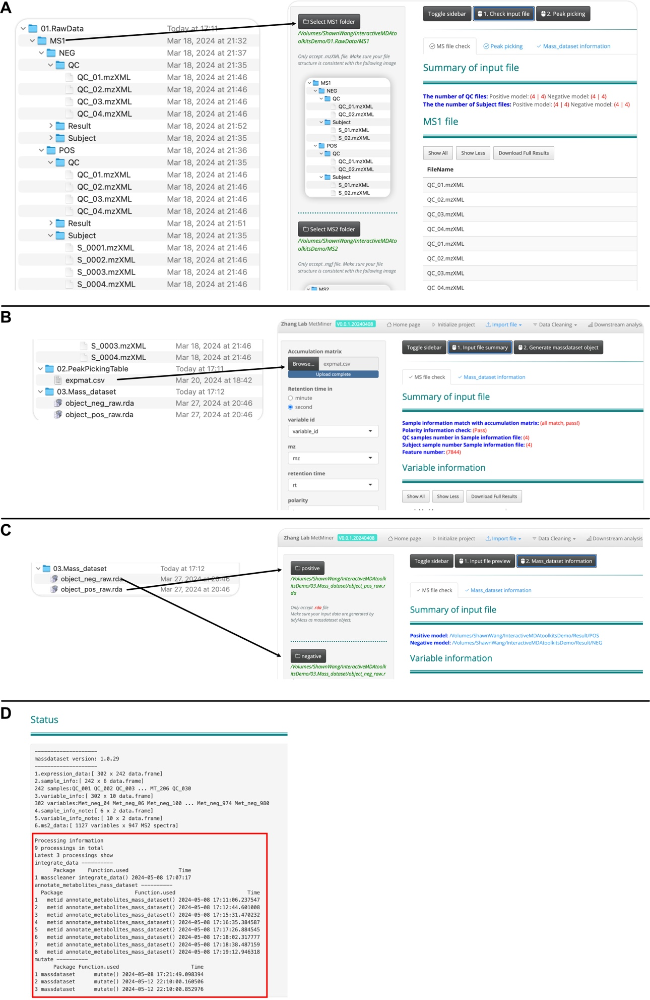 A
01.RawData Today at 17:11
MS1 Mar 18, 2024 at 21:32
NEG Mar 18, 2024 at 21:37
QC Mar 18, 2024 at 21:35
QC_01.mzXML Mar 18, 2024 at 21:46
QC_02.mzXML Mar 18, 2024 at 21:46
QC_03.mzXML Mar 18, 2024 at 21:46
QC_04.mzXML Mar 18, 2024 at 21:46
Result Mar 18, 2024 at 21:52
Subject Mar 18, 2024 at 21:35
POS Mar 18, 2024 at 21:36
QC Mar 18, 2024 at 21:35
QC_01.mzXML Mar 18, 2024 at 21:46
QC_02.mzXML Mar 18, 2024 at 21:46
QC_03.mzXML Mar 18, 2024 at 21:46
QC_04.mzXML Mar 18, 2024 at 21:46
Result Mar 18, 2024 at 21:51
Subject Mar 18, 2024 at 21:35
S_0001.mzXML Mar 18, 2024 at 21:46
S_0002.mzXML Mar 18, 2024 at 21:46
S_0003.mzXML Mar 18, 2024 at 21:46
S_0004.mzXML Mar 18, 2024 at 21:46
Select MS1 folder
/Volumes/ShawnWang/InteractiveMDAto
olkitsDemo/01.RawData/MS1
Only accept .mzXML file. Make sure your file
structure is consistent with the following image
MS1
NEG
QC
QC_01.mzXML
QC_02.mzXML
Subject
S_01.mzXML
S_02.mzXML
POS
QC
QC_01.mzXML
QC_02.mzXML
Subject
S_01.mzXML
S_02.mzXML
Select MS2 folder
/Volumes/ShawnWang/InteractiveMDAto
olkitsDemo/MS2
Only accept .mgf file. Make sure your file
structure is consistent with the following image
MS2
Toggle sidebar 1. Check input file 2. Peak picking
MS file check Peak picking Mass_dataset information
Summary of input file
The number of QC files: Positive model: (4 | 4) Negative model: (4 | 4)
The the number of Subject files: Positive model: (4 | 4) Negative model: (4 | 4)
MS1 file
Show All Show Less Download Full Results
FileName
QC_01.mzXML
QC_02.mzXML
QC_03.mzXML
QC_04.mzXML
QC_01.mzXML
QC_02.mzXML
QC_03.mzXML
QC_04.mzXML
B
S_0003.mzXML Mar 18, 2024 at 21:46
S_0004.mzXML Mar 18, 2024 at 21:46
02.PeakPickingTable Today at 17:11
expmat.csv Mar 20, 2024 at 18:42
03.Mass_dataset Today at 17:12
object_neg_raw.rda Mar 27, 2024 at 20:46
object_pos_raw.rda Mar 27, 2024 at 20:46
Zhang Lab MetMiner V0.0.1.20240408 Home page Initialize project Import file Data Cleaning Downstream analysi
Accumulation matrix
Browse... expmat.csv
Upload complete
Retention time in
minute
second
variable id
variable_id
mz
mz
retention time
rt
polarity
Toggle sidebar 1. Input file summary 2. Generate massdataset object
MS file check Mass_dataset information
Summary of input file
Sample information match with accumulation matrix: (all match, pass!)
Polarity information check: (Pass)
QC samples number in Sample information file: (4)
Subject sample number Sample information file: (4)
Feature number: (7844)
Variable information
Show All Show Less Download Full Results
C
03.Mass_dataset Today at 17:12
object_neg_raw.rda Mar 27, 2024 at 20:46
object_pos_raw.rda Mar 27, 2024 at 20:46
Zhang Lab MetMiner V0.0.1.20240408 Home page Initialize project Import file Data Cleaning Downstream analysis
positive
/Volumes/ShawnWang/InteractiveMDAtoolk
itsDemo/03.Mass_dataset/object_pos_raw.r
da
Only accept .rda file
Make sure your input data are generated by
tidyMass as massdataset object.
negative
/Volumes/ShawnWang/InteractiveMDAtoolk
itsDemo/03.Mass_dataset/object_neg_raw.r
Toggle sidebar 1. Input file preview 2. Mass_dataset information
MS file check Mass_dataset information
Summary of input file
Positive model: /Volumes/ShawnWang/InteractiveMDAtoolkitsDemo/Result/POS
Negative model: /Volumes/ShawnWang/InteractiveMDAtoolkitsDemo/Result/NEG
Variable information
D
Status
--------------------
massdataset version: 1.0.29
--------------------
1.expression_data:[ 302 x 242 data.frame]
2.sample_info:[ 242 x 6 data.frame]
242 samples:QC_001 QC_002 QC_003 ... MT_206 QC_030
3.variable_info:[ 302 x 10 data.frame]
302 variables:Met_neg_04 Met_neg_06 Met_neg_100 ... Met_neg_974 Met_neg_980
4.sample_info_note:[ 6 x 2 data.frame]
5.variable_info_note:[ 10 x 2 data.frame]
6.ms2_data:[ 1127 variables x 947 MS2 spectra]
Processing information
9 processings in total
Latest 3 processings show
integrate_data ----------
Package Function.used Time
1 masscleaner integrate_data() 2024-05-08 17:07:17
annotate_metabolites_mass_dataset ----------
Package Function.used Time
1 metid annotate_metabolites_mass_dataset() 2024-05-08 17:11:06.237547
2 metid annotate_metabolites_mass_dataset() 2024-05-08 17:12:44.601008
3 metid annotate_metabolites_mass_dataset() 2024-05-08 17:15:31.470232
4 metid annotate_metabolites_mass_dataset() 2024-05-08 17:16:35.384587
5 metid annotate_metabolites_mass_dataset() 2024-05-08 17:17:26.884545
6 metid annotate_metabolites_mass_dataset() 2024-05-08 17:18:02.317777
7 metid annotate_metabolites_mass_dataset() 2024-05-08 17:18:38.487159
8 metid annotate_metabolites_mass_dataset() 2024-05-08 17:19:12.946318
mutate ----------
Package Function.used Time
1 massdataset mutate() 2024-05-08 17:21:49.098394
2 massdataset mutate() 2024-05-12 22:10:00.160506
3 massdataset mutate() 2024-05-12 22:10:00.852976